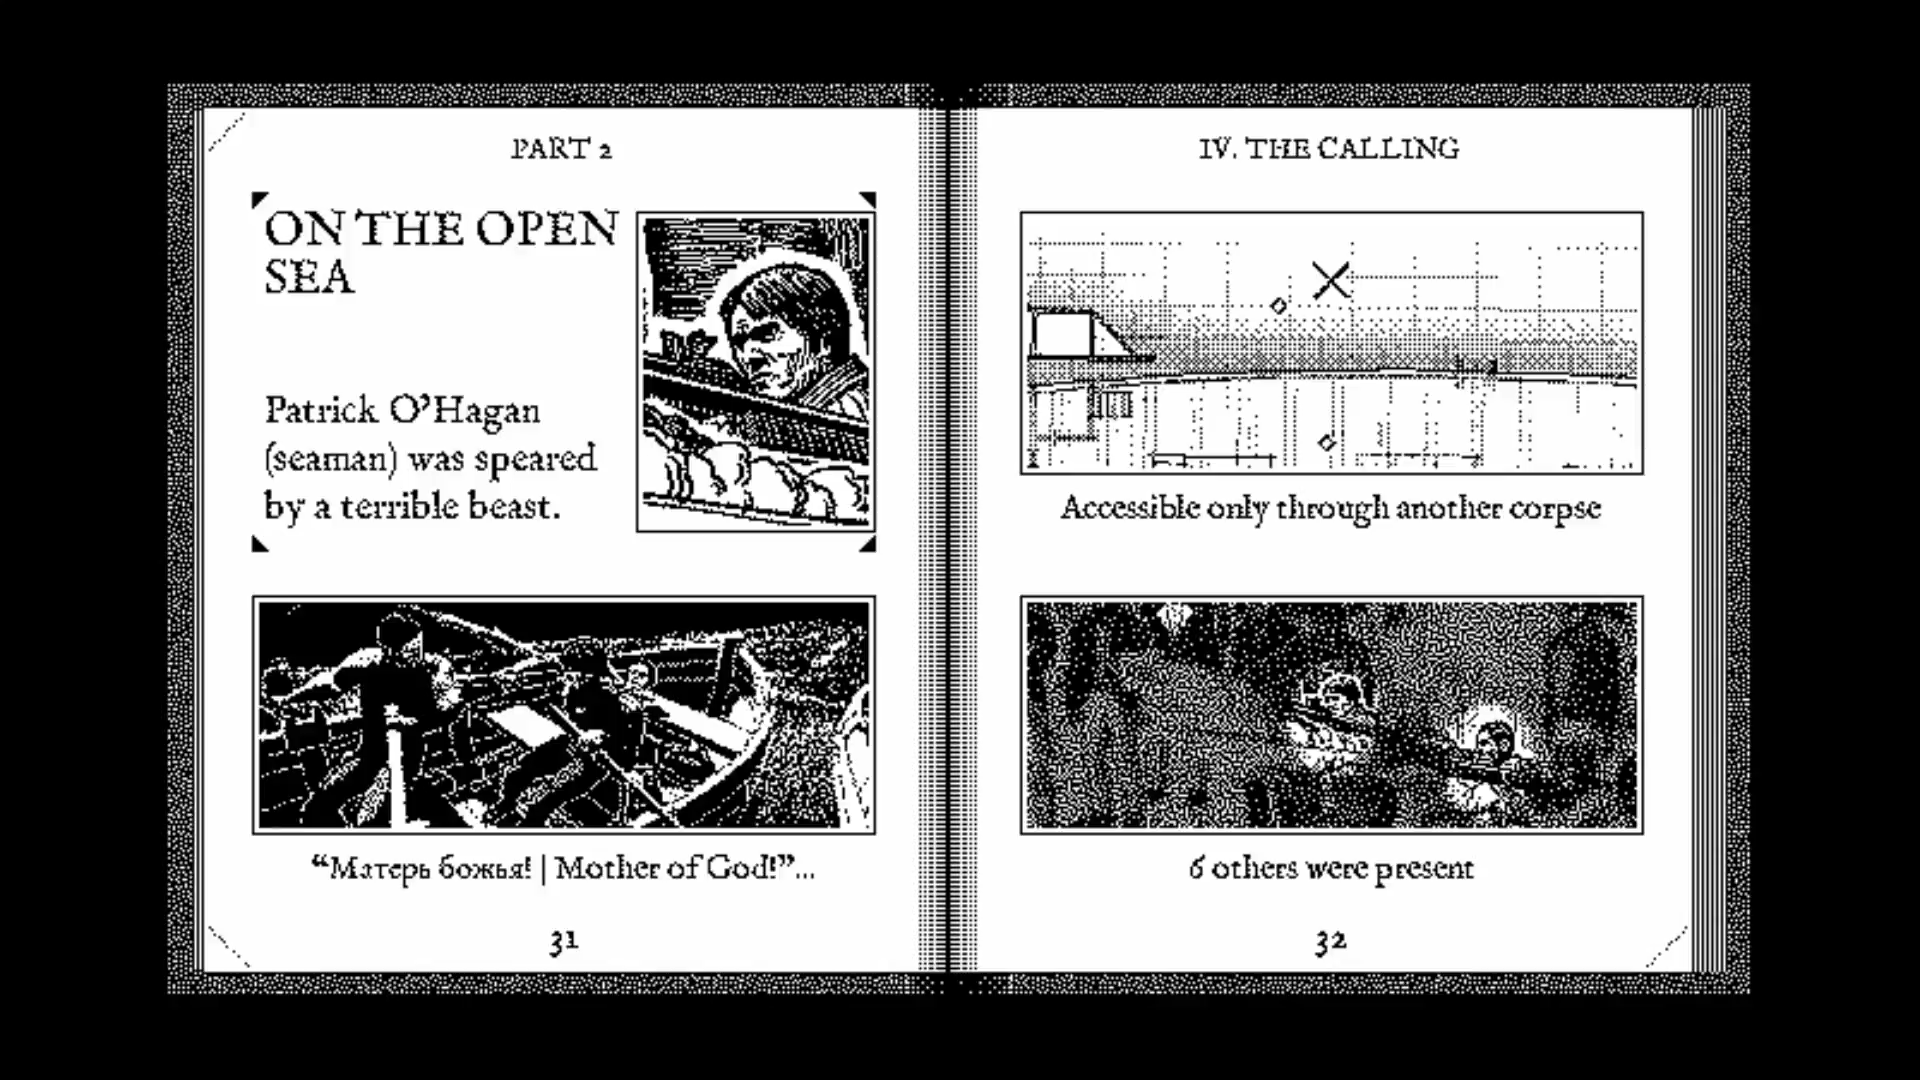 PART 2
ON THE OPEN
SEA
Patrick O’Hagan
(seaman) was speared
by a terrible beast.
“Матерь божья! | Mother of God!”...
31
IV. THE CALLING
Accessible only through another corpse
6 others were present
32